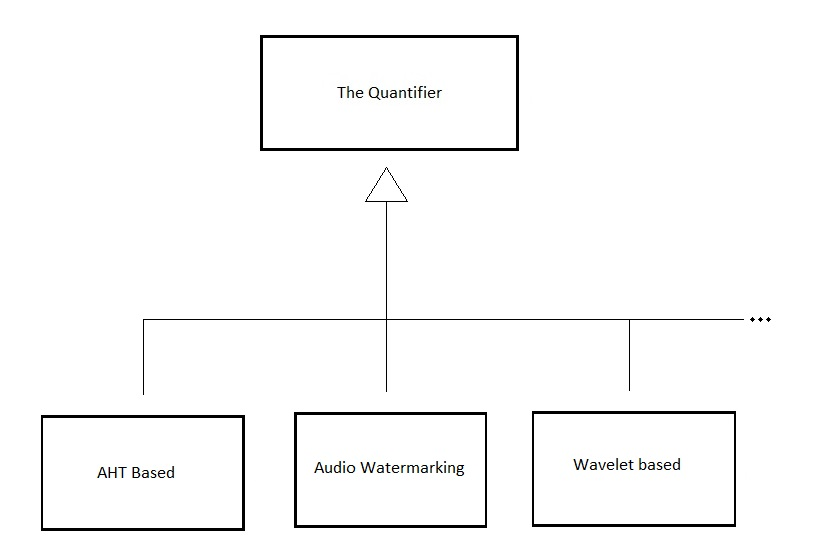 The Quantifier
AHT Based
Audio Watermarking
Wavelet based